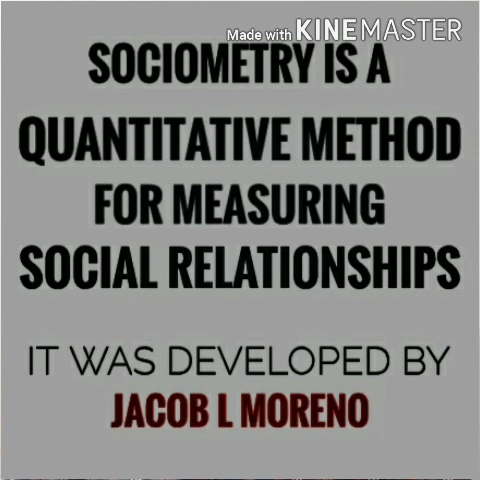 Made with KINEMASTER
SOCIOMETRY IS A
QUANTITATIVE METHOD
FOR MEASURING
SOCIAL RELATIONSHIPS
IT WAS DEVELOPED BY
JACOB L MORENO